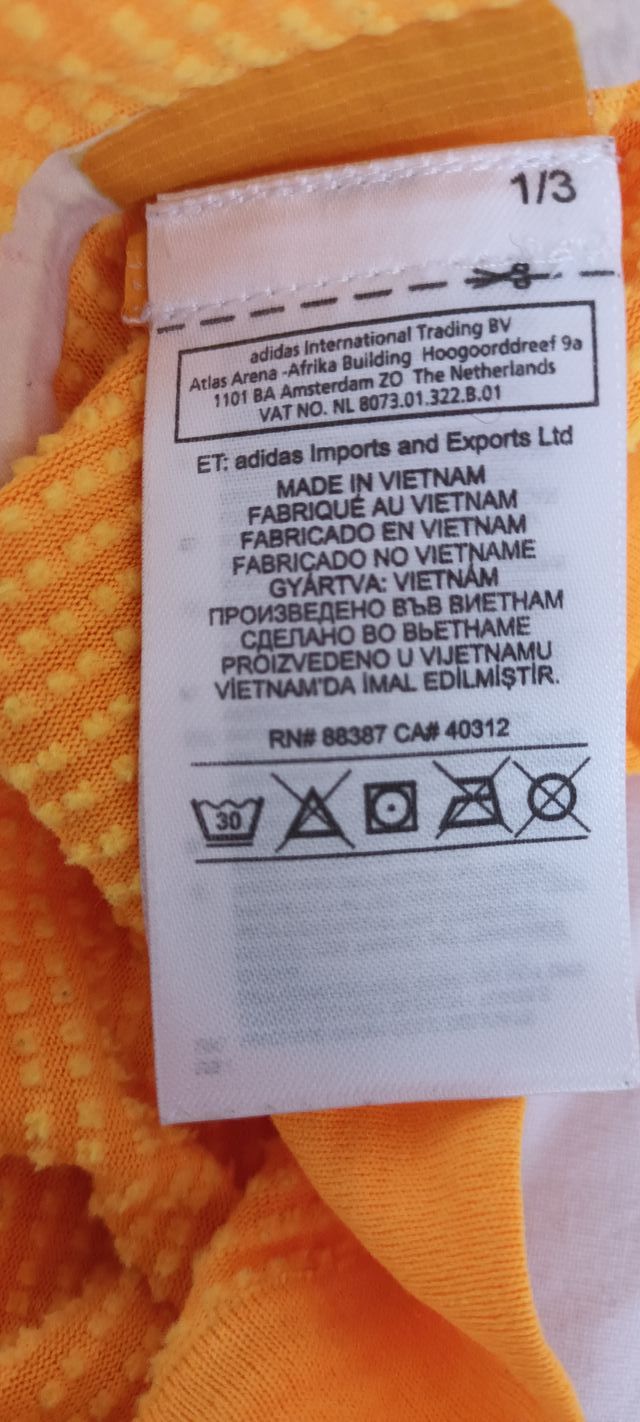 1/3
adidas International Trading BV
Atlas Arena -Afrika Building Hoogoorddreef 9a
1101 BA Amsterdam ZO The Netherlands
VAT NO. NL 8073.01.322.B.01
ET: adidas Imports and Exports Ltd
MADE IN VIETNAM
FABRIQUÉ AU VIETNAM
FABRICADO EN VIETNAM
FABRICADO NO VIETNAME
GYÁRTVA: VIETNÁM
ПРОИЗВЕДЕНО ВЪВ ВИЕТНАМ
СДЕЛАНО ВО ВЬЕТНАМЕ
PROIZVEDENO U VIJETNAMU
VİETNAM'DA İMAL EDİLMİŞTİR.
RN# 88387 CA# 40312
30